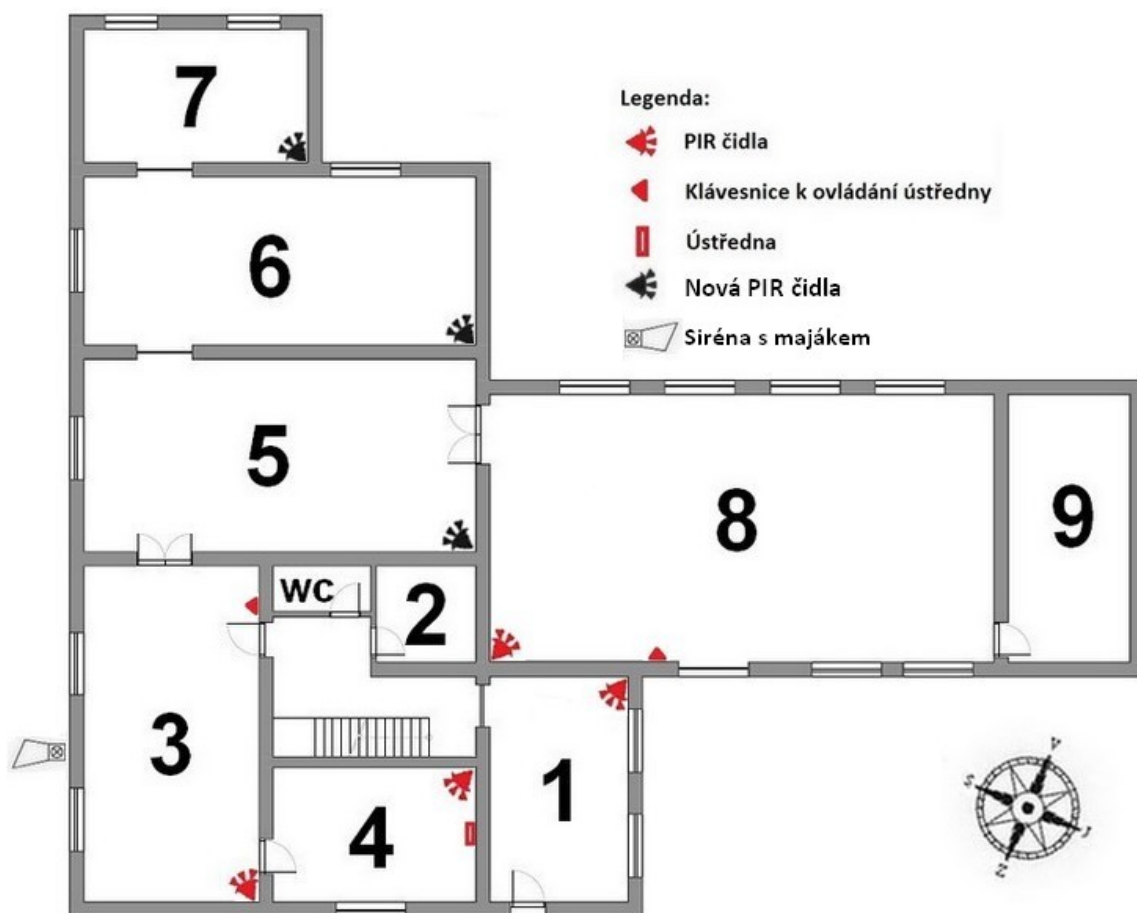 7
Legenda:
PIR čidla
Klávesnice k ovládání ústředny
Ústředna
Nová PIR čidla
Siréna s majákem
6
5
8
9
WC
2
3
4
1
V
S
J
Z